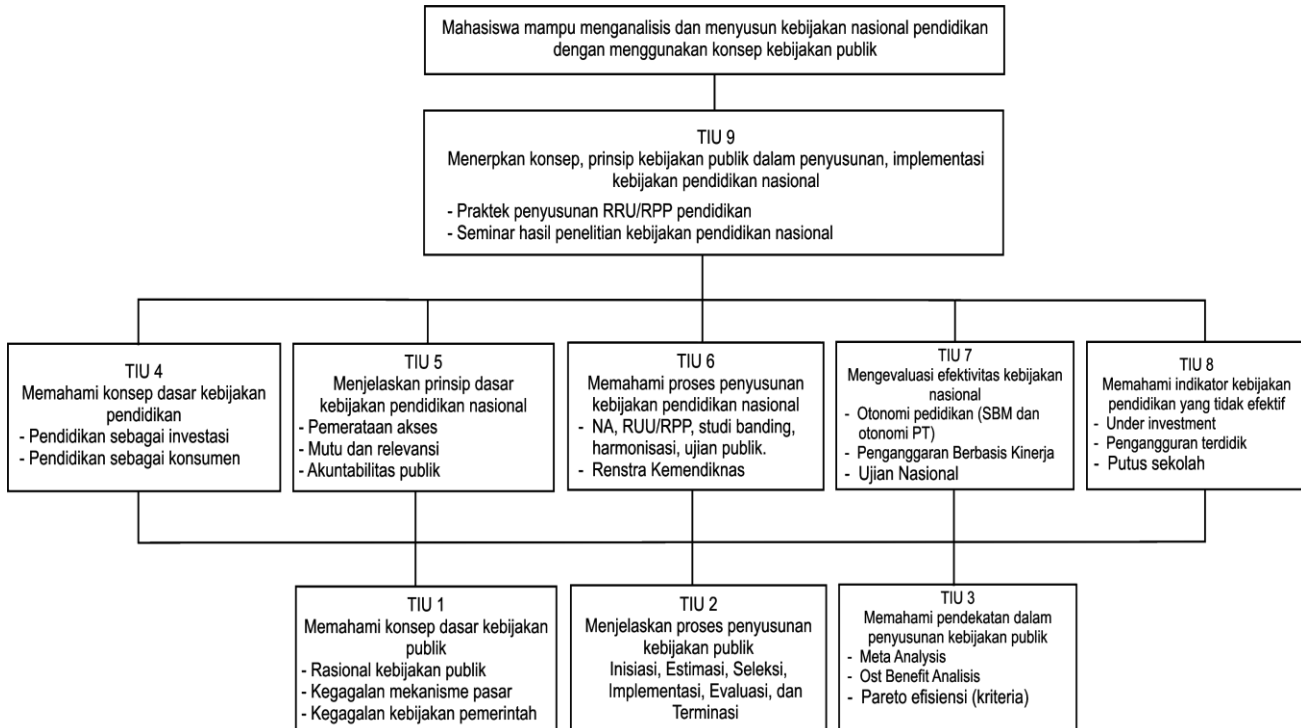 Mahasiswa mampu menganalisis dan menyusun kebijakan nasional pendidikan
dengan menggunakan konsep kebijakan publik
TIU 9
Menerpkan konsep, prinsip kebijakan publik dalam penyusunan, implementasi
kebijakan pendidikan nasional
- Praktek penyusunan RRU/RPP pendidikan
- Seminar hasil penelitian kebijakan pendidikan nasional
TIU 4
Memahami konsep dasar kebijakan
pendidikan
- Pendidikan sebagai investasi
- Pendidikan sebagai konsumen
TIU 5
Menjelaskan prinsip dasar
kebijakan pendidikan nasional
- Pemerataan akses
- Mutu dan relevansi
- Akuntabilitas publik
TIU 6
Memahami proses penyusunan
kebijakan pendidikan nasional
- NA, RUU/RPP, studi banding,
harmonisasi, ujian publik.
- Renstra Kemendiknas
TIU 7
Mengevaluasi efektivitas kebijakan
nasional
- Otonomi pedidikan (SBM dan
otonomi PT)
- Penganggaran Berbasis Kinerja
- Ujian Nasional
TIU 8
Memahami indikator kebijakan
pendidikan yang tidak efektif
- Under investment
- Pengangguran terdidik
- Putus sekolah
TIU 1
Memahami konsep dasar kebijakan
publik
- Rasional kebijakan publik
- Kegagalan mekanisme pasar
- Kegagalan kebijakan pemerintah
TIU 2
Menjelaskan proses penyusunan
kebijakan publik
Inisiasi, Estimasi, Seleksi,
Implementasi, Evaluasi, dan
Terminasi
TIU 3
Memahami pendekatan dalam
penyusunan kebijakan publik
- Meta Analysis
- Ost Benefit Analisis
- Pareto efisiensi (kriteria)